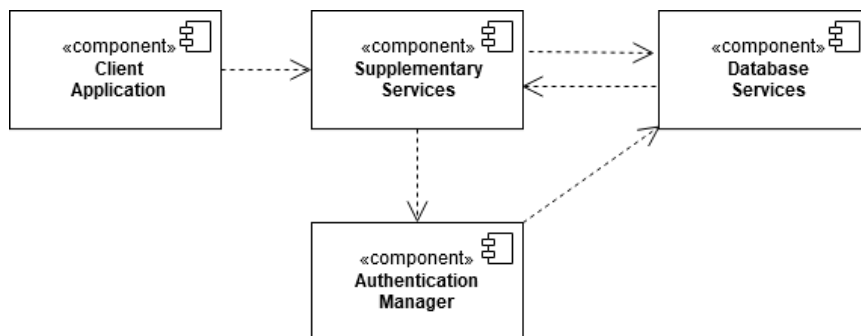 «component»
Client
Application
«component»
Supplementary
Services
«component»
Database
Services
«component»
Authentication
Manager